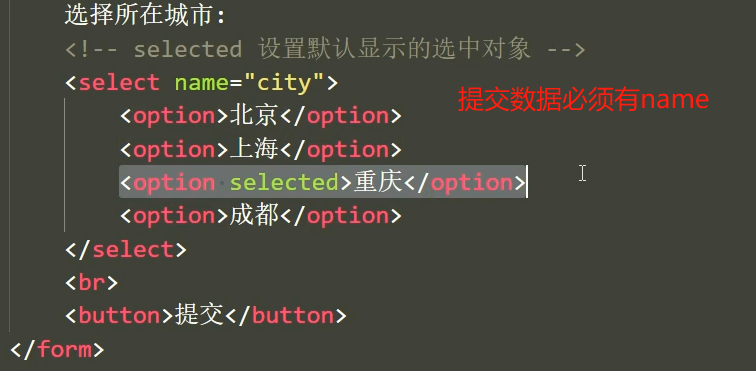 选择所在城市:
<!-- selected 设置默认显示的选中对象 -->
<select name="city">
提交数据必须有name
<option>北京</option>
<option>上海</option>
<option selected>重庆</option>
<option>成都</option>
</select>
<br>
<button>提交</button>
</form>